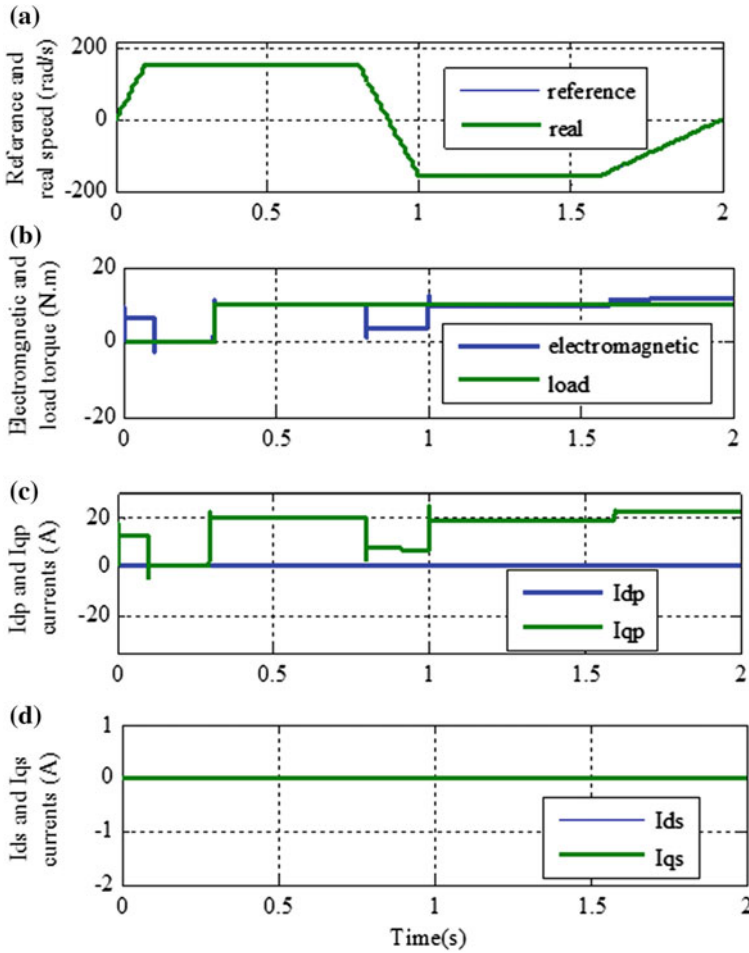 (a)
Reference and
real speed (rad/s)
200
0
-200
reference
real
0
0.5
1
1.5
2
(b)
Electromgnetic and
load torque (N.m)
20
0
-20
electromagnetic
load
0
0.5
1
1.5
2
(c)
Idp and Iqp
currents (A)
20
0
-20
Idp
Iqp
0
0.5
1
1.5
2
(d)
Ids and Iqs
currents (A)
1
0
-1
-2
Ids
Iqs
0
0.5
1
1.5
2
Time(s)